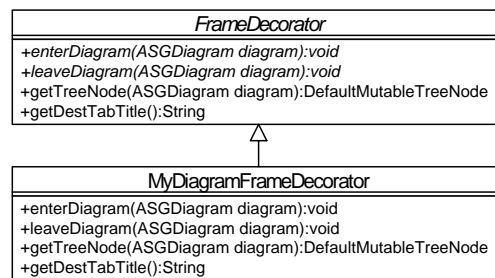 FrameDecorator
+enterDiagram(ASGDiagram diagram):void
+leaveDiagram(ASGDiagram diagram):void
+getTreeNode(ASGDiagram diagram):DefaultMutableTreeNode
+getDestTabTitle():String
MyDiagramFrameDecorator
+enterDiagram(ASGDiagram diagram):void
+leaveDiagram(ASGDiagram diagram):void
+getTreeNode(ASGDiagram diagram):DefaultMutableTreeNode
+getDestTabTitle():String